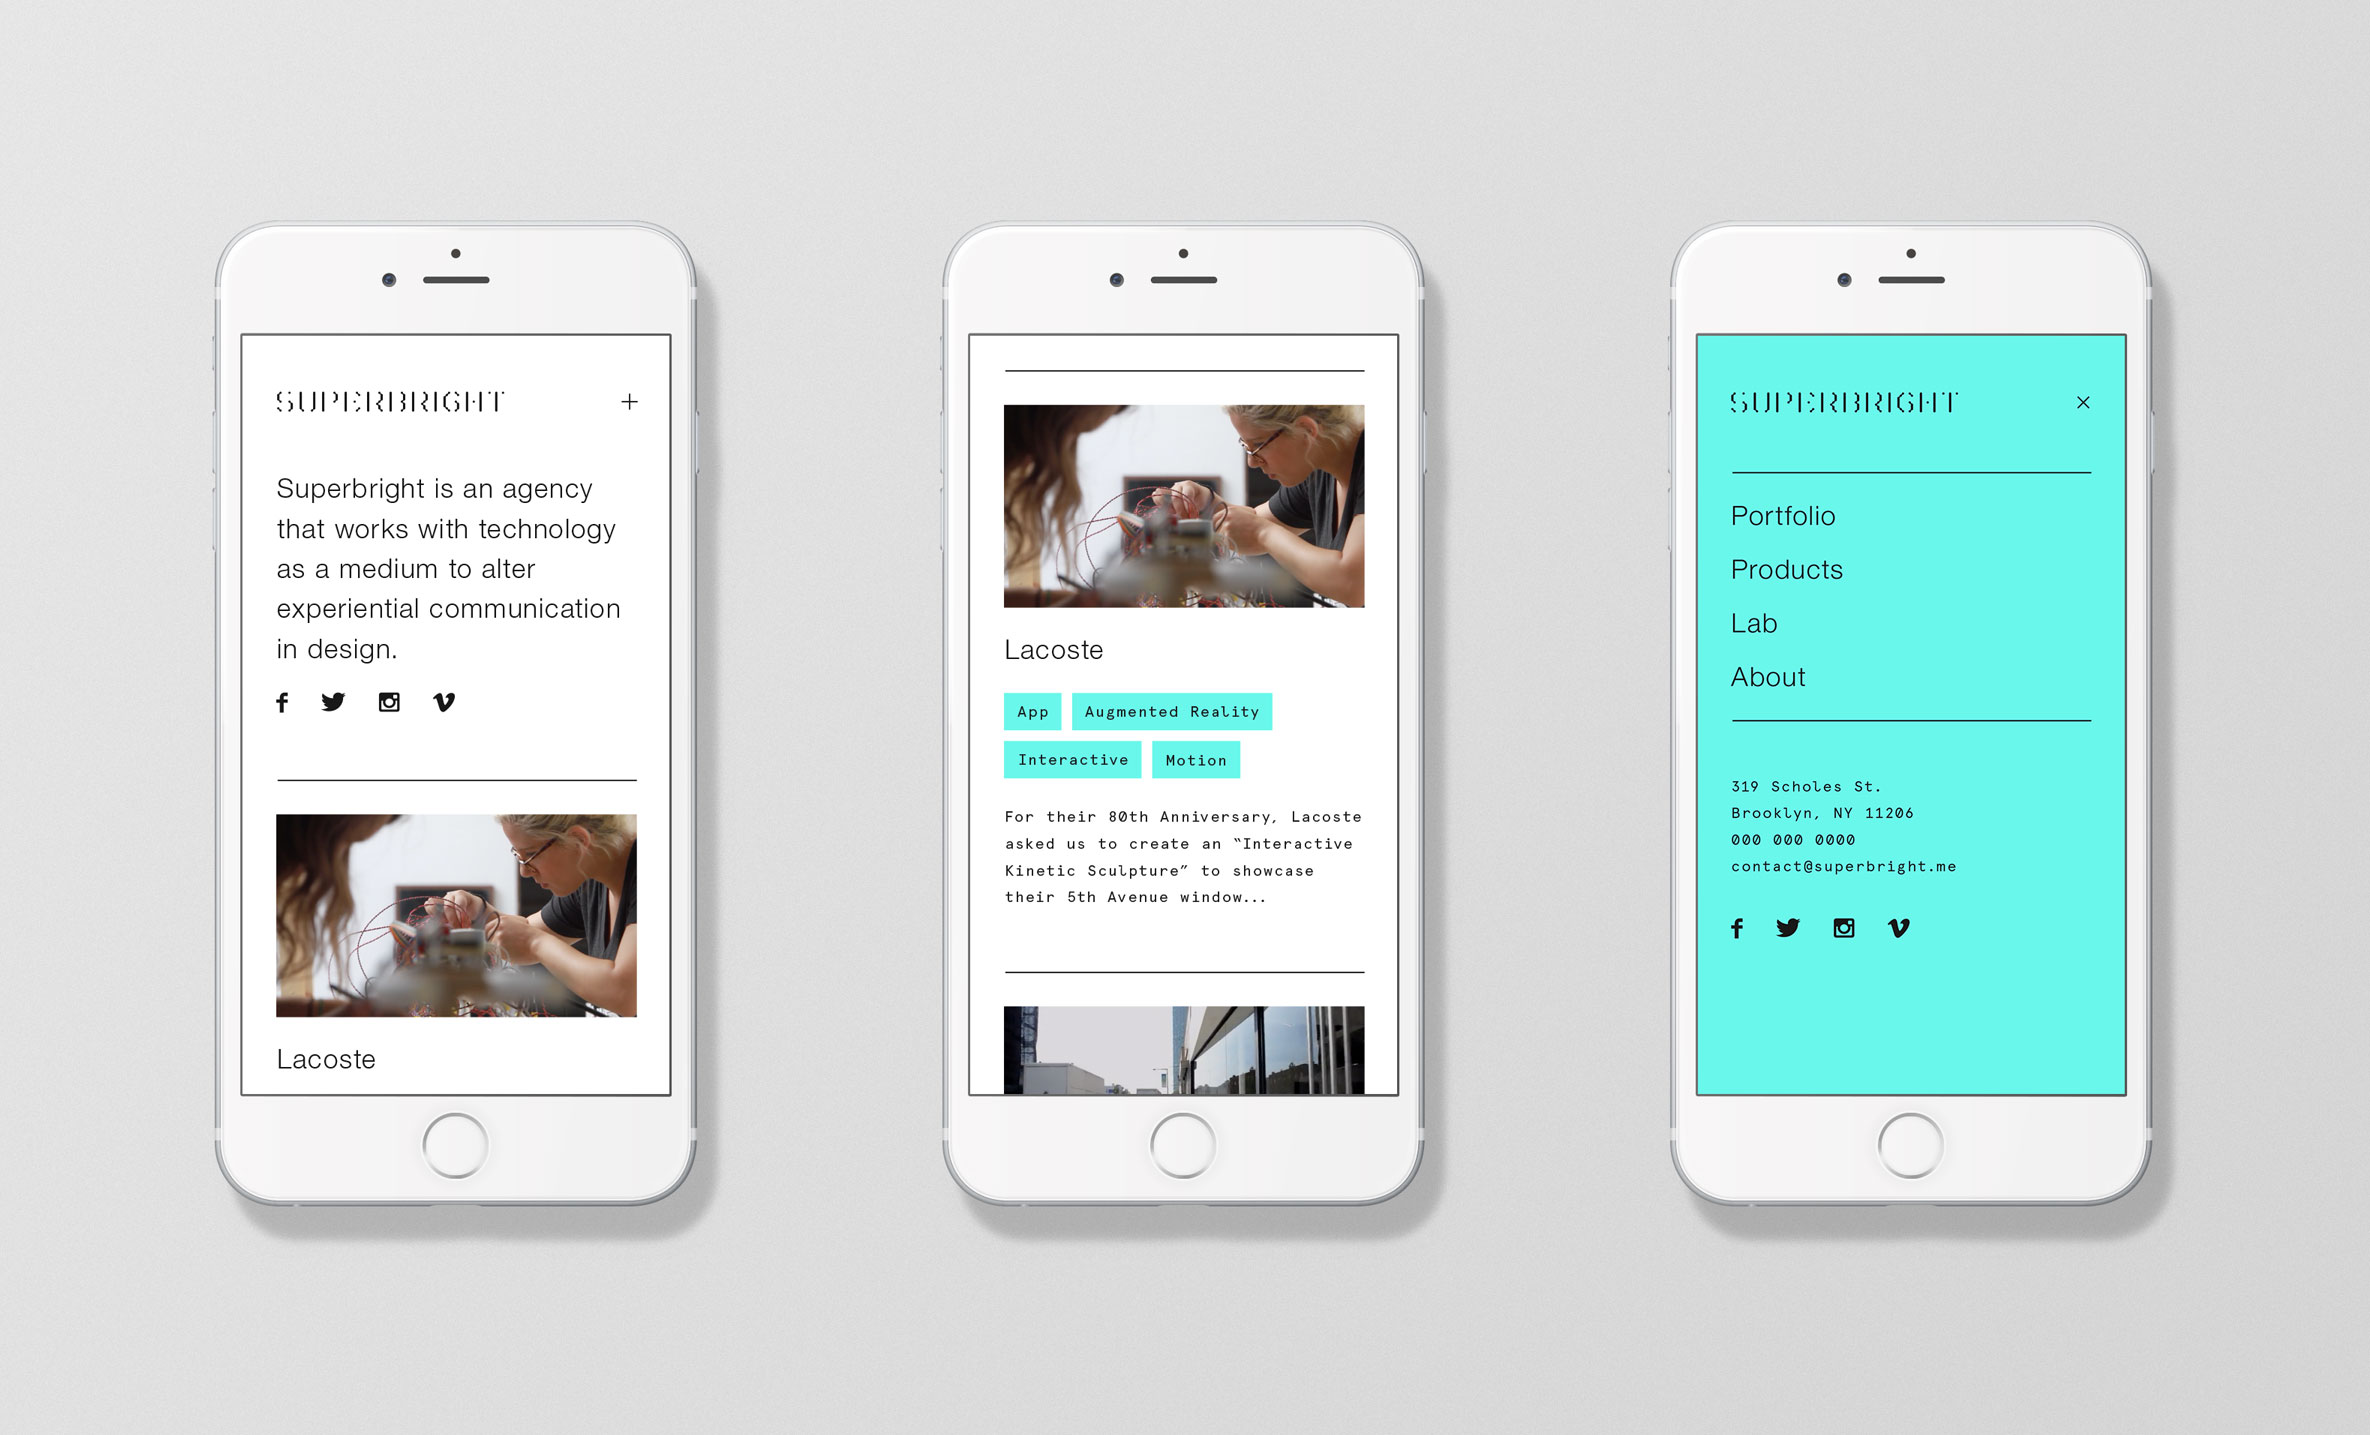 SUPERBRIGHT
Superbright is an agency
that works with technology
as a medium to alter
experiential communication
in design.
Lacoste
Lacoste
App
Augmented Reality
Interactive
Motion
For their 80th Anniversary, Lacoste
asked us to create an “Interactive
Kinetic Sculpture” to showcase
their 5th Avenue window...
SUPERBRIGHT
Portfolio
Products
Lab
About
319 Scholes St.
Brooklyn, NY 11206
000 000 0000
contact@superbright.me